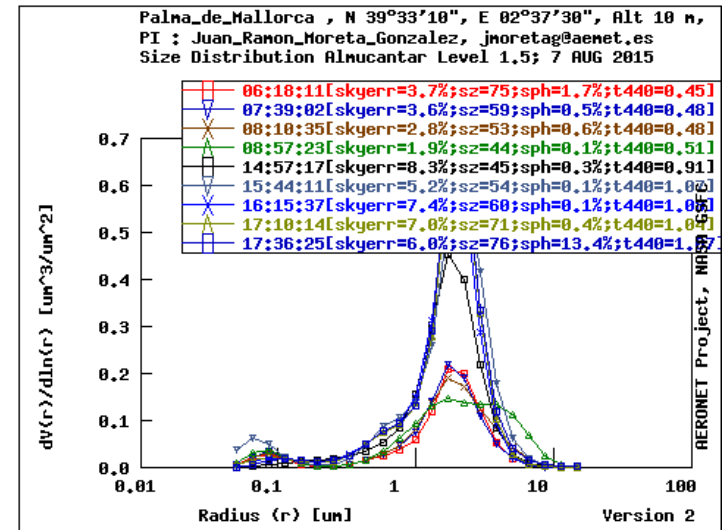 Palma_de_Mallorca , N 39°33'10", E 02°37'30", Alt 10 m,
PI : Juan_Ramon_Moreta_Gonzalez, jmoretag@aemet.es
Size Distribution Almucantar Level 1.5; 7 AUG 2015
06:18:11[skyerr=3.7%;sz=75;sph=1.7%;t440=0.45]
07:39:02[skyerr=3.6%;sz=59;sph=0.5%;t440=0.48]
08:10:35[skyerr=2.8%;sz=53;sph=0.6%;t440=0.48]
08:57:23[skyerr=1.9%;sz=44;sph=0.1%;t440=0.51]
14:57:17[skyerr=8.3%;sz=45;sph=0.3%;t440=0.91]
15:44:11[skyerr=5.2%;sz=54;sph=0.1%;t440=
16:15:37[skyerr=7.4%;sz=60;sph=0.1%;t440=
17:10:14[skyerr=7.0%;sz=71;sph=0.4%;t440=1.04]
17:36:25[skyerr=6.0%;sz=76;sph=13.4%;t440=
0.7
0.6
0.5
0.4
0.3
0.2
0.1
0.0
dV(r)/dln(r) [um^3/um^2]
0.01
0.1
1
10
100
Radius (r) [um]
Version 2
AERONET Project, NASA GSFC